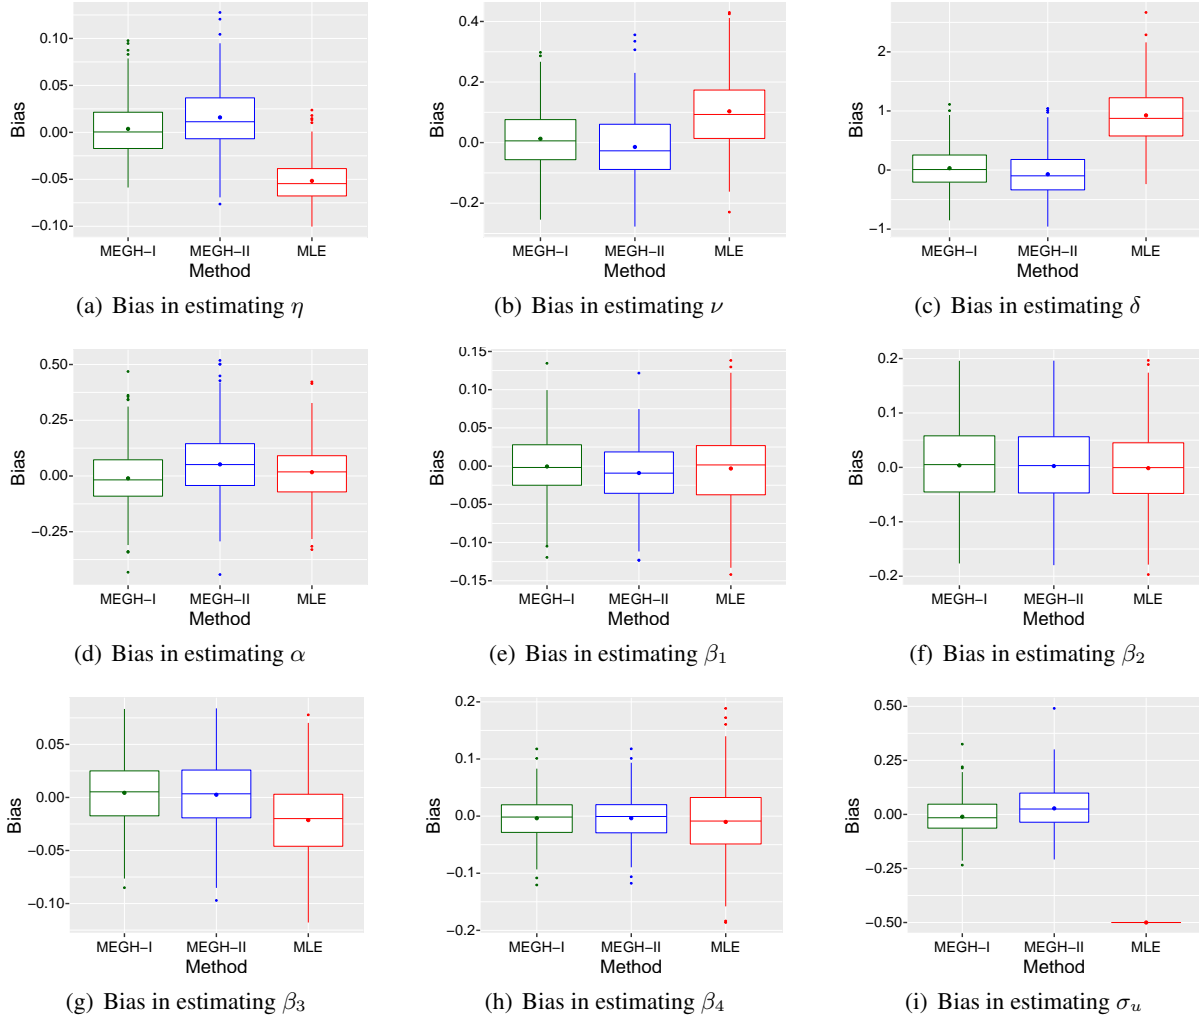 0.10
0.05
0.00
−0.05
−0.10
Bias
MEGH−I MEGH−II MLE
Method
(a) Bias in estimating η
0.4
0.2
0.0
−0.2
Bias
MEGH−I MEGH−II MLE
Method
(b) Bias in estimating ν
2
1
0
−1
Bias
MEGH−I MEGH−II MLE
Method
(c) Bias in estimating δ
0.50
0.25
0.00
−0.25
Bias
MEGH−I MEGH−II MLE
Method
(d) Bias in estimating α
0.15
0.10
0.05
0.00
−0.05
−0.10
−0.15
Bias
MEGH−I MEGH−II MLE
Method
(e) Bias in estimating β₁
0.2
0.1
0.0
−0.1
−0.2
Bias
MEGH−I MEGH−II MLE
Method
(f) Bias in estimating β₂
0.05
0.00
−0.05
−0.10
Bias
MEGH−I MEGH−II MLE
Method
(g) Bias in estimating β₃
0.2
0.1
0.0
−0.1
−0.2
Bias
MEGH−I MEGH−II MLE
Method
(h) Bias in estimating β₄
0.50
0.25
0.00
−0.25
−0.50
Bias
MEGH−I MEGH−II MLE
Method
(i) Bias in estimating σᵤ